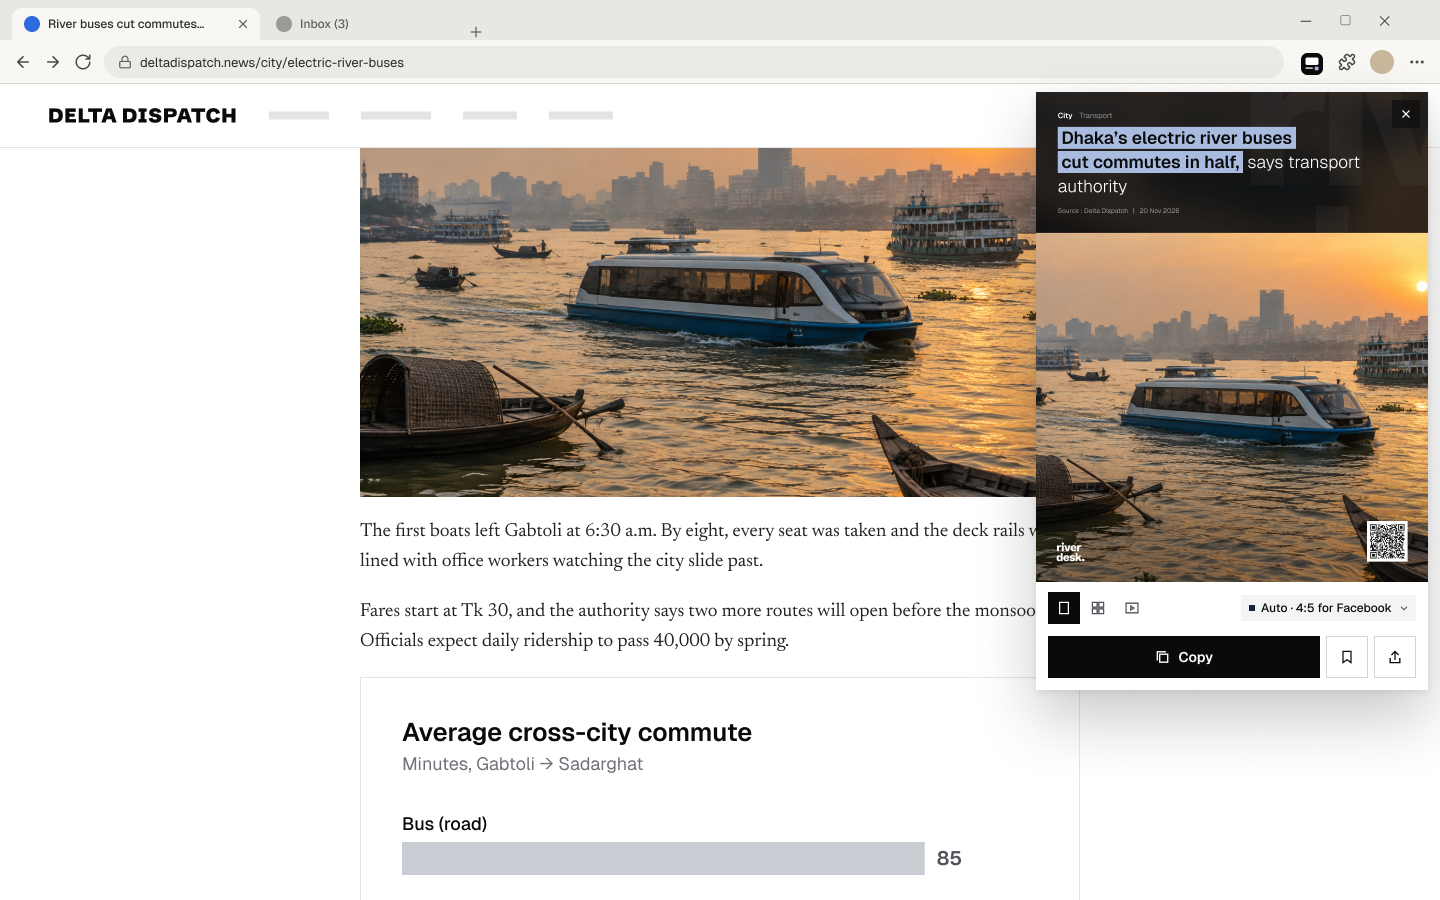 River buses cut commutes…
Inbox (3)
deltadispatch.news/city/electric-river-buses
DELTA DISPATCH
The first boats left Gabtoli at 6:30 a.m. By eight, every seat was taken and the deck rails
lined with office workers watching the city slide past.
Fares start at Tk 30, and the authority says two more routes will open before the
Officials expect daily ridership to pass 40,000 by spring.
Average cross-city commute
Minutes, Gabtoli → Sadarghat
Bus (road)
85
City Transport
Dhaka’s electric river buses
cut commutes in half, says transport
authority
Source : Delta Dispatch | 20 Nov 2026
river
desk.
Auto · 4:5 for Facebook
Copy